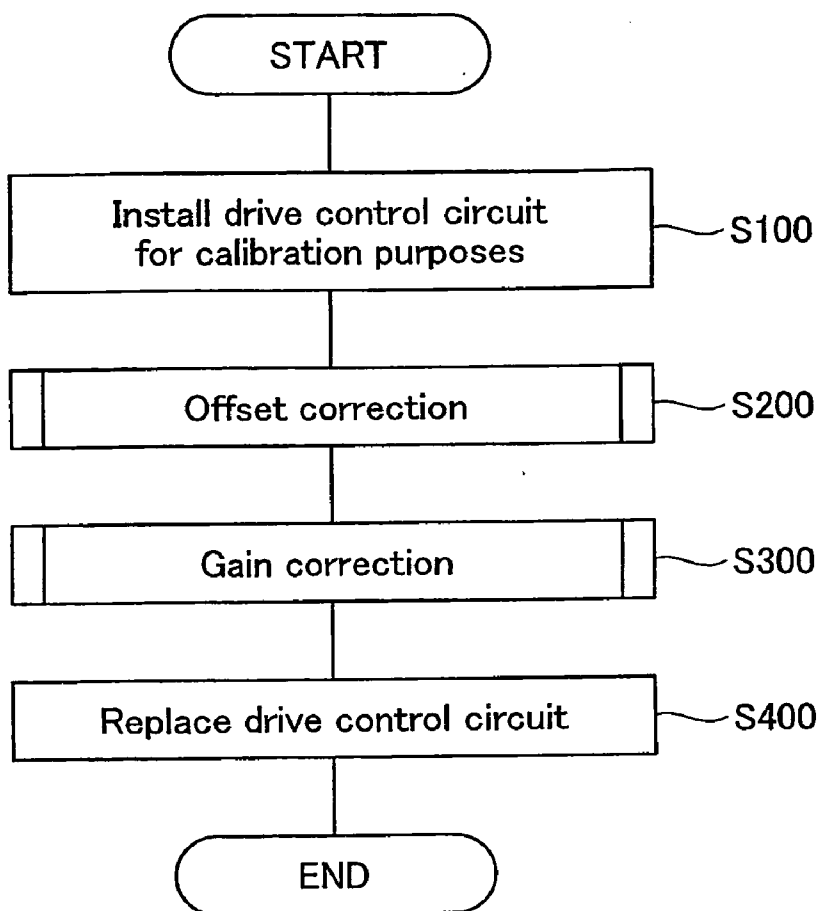 START
Install drive control circuit
for calibration purposes
S100
Offset correction
S200
Gain correction
S300
Replace drive control circuit
S400
END